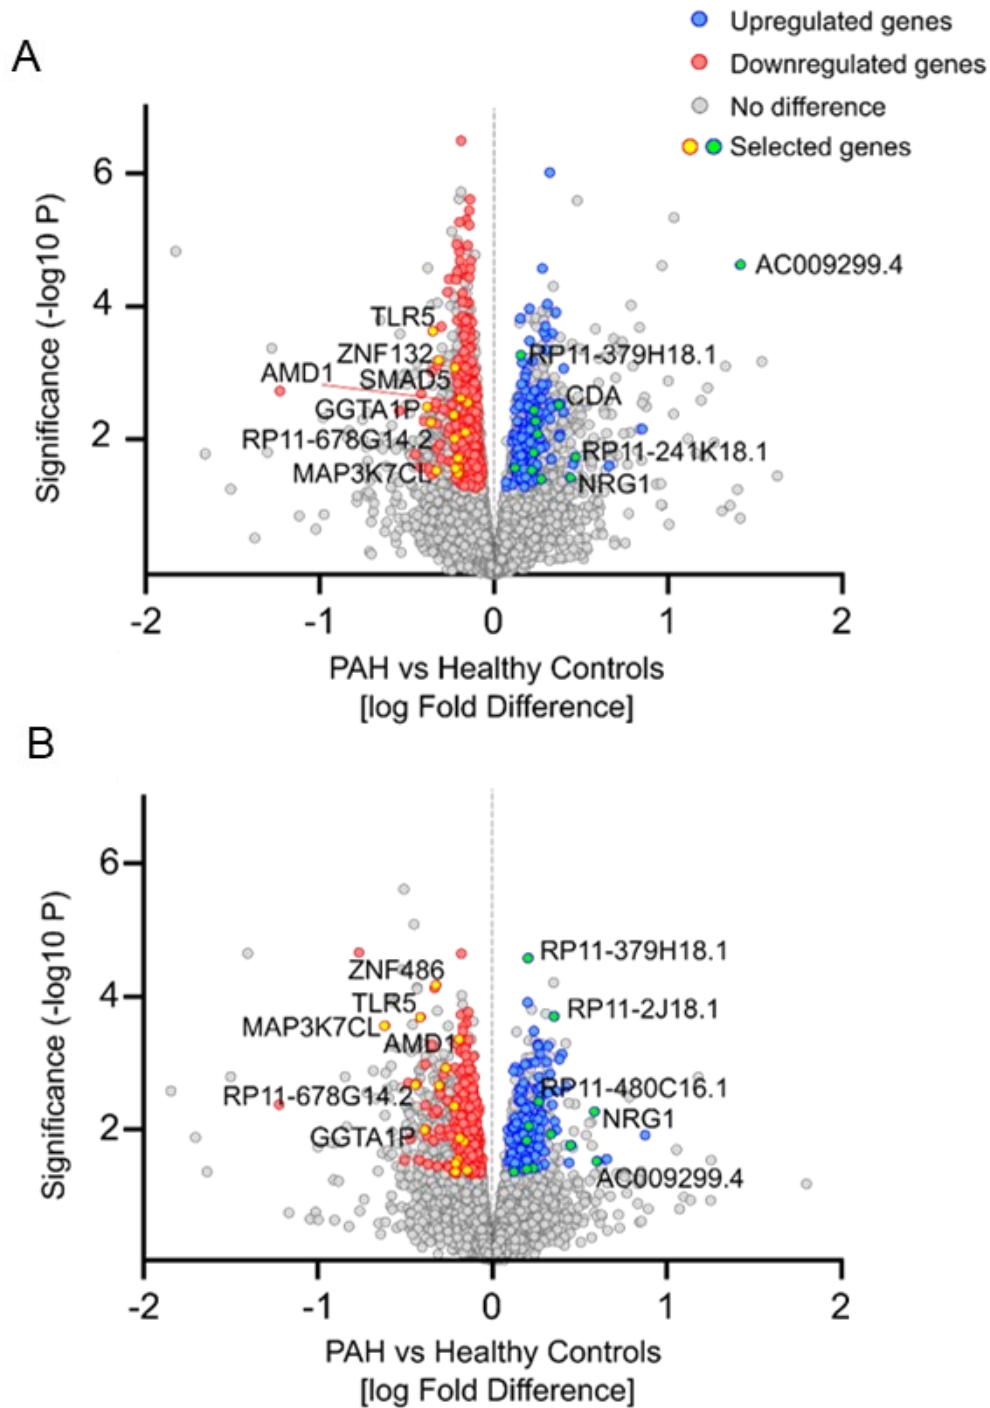 A
Upregulated genes
Downregulated genes
No difference
Selected genes
6
4
2
Significance (-log10 P)
AC009299.4
TLR5
ZNF132
RP11-379H18.1
AMD1
SMAD5
CDA
GGTA1P
RP11-678G14.2
RP11-241K18.1
MAP3K7CL
NRG1
-2 -1 0 1 2
PAH vs Healthy Controls
[log Fold Difference]
B
6
4
2
Significance (-log10 P)
RP11-379H18.1
ZNF486
TLR5
RP11-2J18.1
MAP3K7CL
AMD1
RP11-678G14.2
RP11-480C16.1
NRG1
GGTA1P
AC009299.4
-2 -1 0 1 2
PAH vs Healthy Controls
[log Fold Difference]